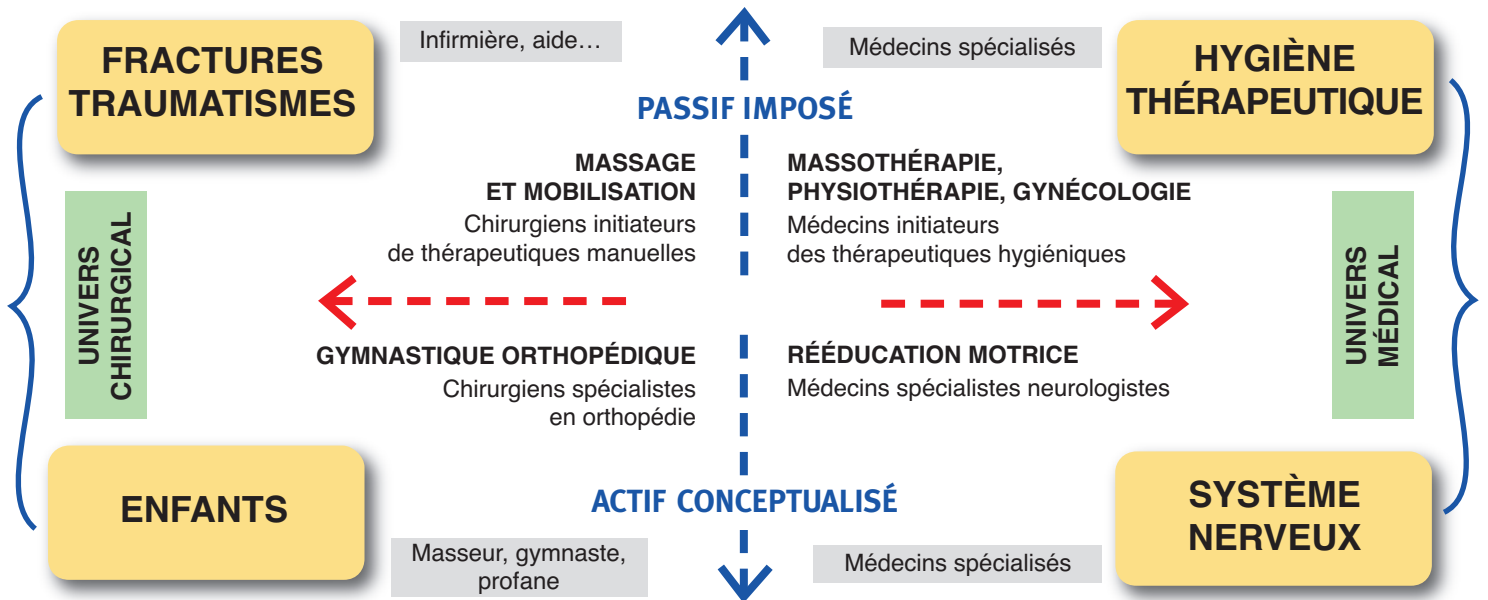 FRACTURES
TRAUMATISMES
Infirmière, aide…
Médecins spécialisés
HYGIÈNE
THÉRAPEUTIQUE
PASSIF IMPOSÉ
MASSAGE
ET MOBILISATION
Chirurgiens initiateurs
de thérapeutiques manuelles
MASSOTHÉRAPIE,
PHYSIOTHÉRAPIE, GYNÉCOLOGIE
Médecins initiateurs
des thérapeutiques hygiéniques
UNIVERS
CHIRURGICAL
UNIVERS
MÉDICAL
GYMNASTIQUE ORTHOPÉDIQUE
Chirurgiens spécialistes
en orthopédie
RÉÉDUCATION MOTRICE
Médecins spécialistes neurologistes
ENFANTS
ACTIF CONCEPTUALISÉ
SYSTÈME
NERVEUX
Masseur, gymnaste,
profane
Médecins spécialisés